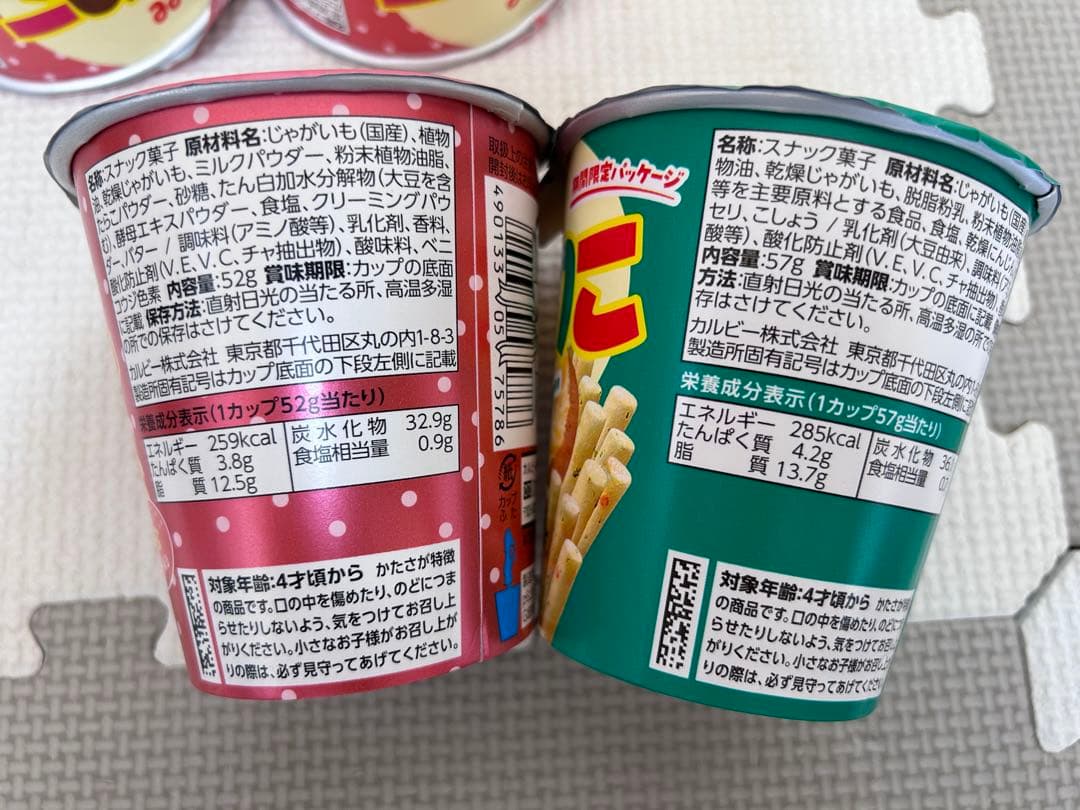 名称:スナック菓子 原材料名:じゃがいも(国産)、植物
油、乾燥じゃがいも、ミルクパウダー、粉末植物油脂、
たらこパウダー、砂糖、たん白加水分解物(大豆を含
む)、酵母エキスパウダー、食塩、クリーミングパウ
ダー、バター / 調味料(アミノ酸等)、乳化剤、香料、
酸化防止剤(V.E、V.C、チャ抽出物)、酸味料、ベニ
コウジ色素 内容量:52g 賞味期限:カップの底面
に記載 保存方法:直射日光の当たる所、高温多湿
の所での保存はさけてください。
カルビー株式会社 東京都千代田区丸の内1-8-3
製造所固有記号はカップ底面の下段左側に記載
栄養成分表示(1カップ52g当たり)
エネルギー 259kcal 炭水化物 32.9g
たんぱく質 3.8g 食塩相当量 0.9g
脂質 12.5g
対象年齢:4才頃から かたさが特徴
の商品です。口の中を傷めたり、のどにつま
らせたりしないよう、気をつけてお召し上
がりください。小さなお子様がお召し上が
りの際は、必ず見守ってあげてください。
取扱上の
開封後は
4 901330 575786
紙
カップ
ふた
期間限定パッケージ
こ
名称:スナック菓子 原材料名:じゃがいも(国産
物油、乾燥じゃがいも、脱脂粉乳、粉末植物油脂
等を主要原料とする食品、食塩、乾燥にんじ
セリ、こしょう / 乳化剤(大豆由来)、調味料(ア
酸等)、酸化防止剤(V.E、V.C、チャ抽出物)
内容量:57g 賞味期限:カップの底面に記載
方法:直射日光の当たる所、高温多湿の所で
存はさけてください。
カルビー株式会社 東京都千代田区丸の内1-
製造所固有記号はカップ底面の下段左側に記
栄養成分表示(1カップ57g当たり)
エネルギー 285kcal 炭水化物 36.
たんぱく質 4.2g 食塩相当量 0.
脂質 13.7g
対象年齢:4才頃から かたさが
の商品です。口の中を傷めたり、のどに
らせたりしないよう、気をつけてお召
がりください。小さなお子様がお召し上
りの際は、必ず見守ってあげてくださ